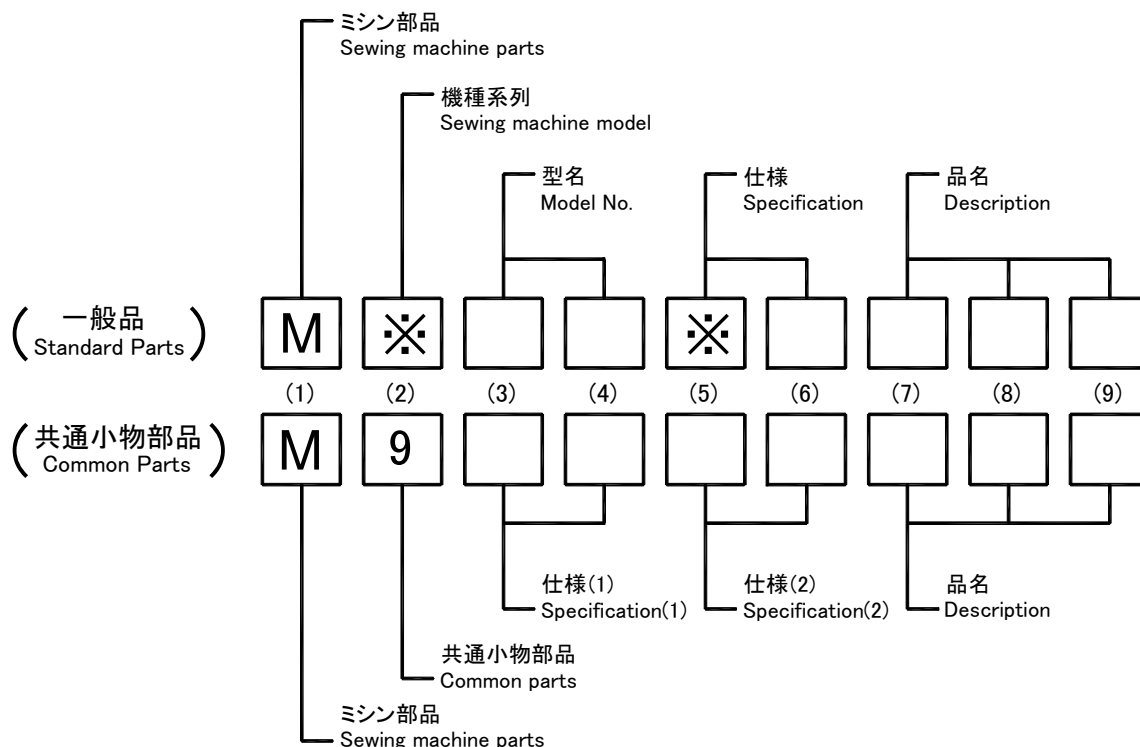 ミシン部品
Sewing machine parts
機種系列
Sewing machine model
型名
Model No.
仕様
Specification
品名
Description
(一般品
Standard Parts)
M ※ ※
(1) (2) (3) (4) (5) (6) (7) (8) (9)
(共通小物部品
Common Parts)
M 9
仕様(1)
Specification(1)
仕様(2)
Specification(2)
品名
Description
共通小物部品
Common parts
ミシン部品
Sewing machine parts